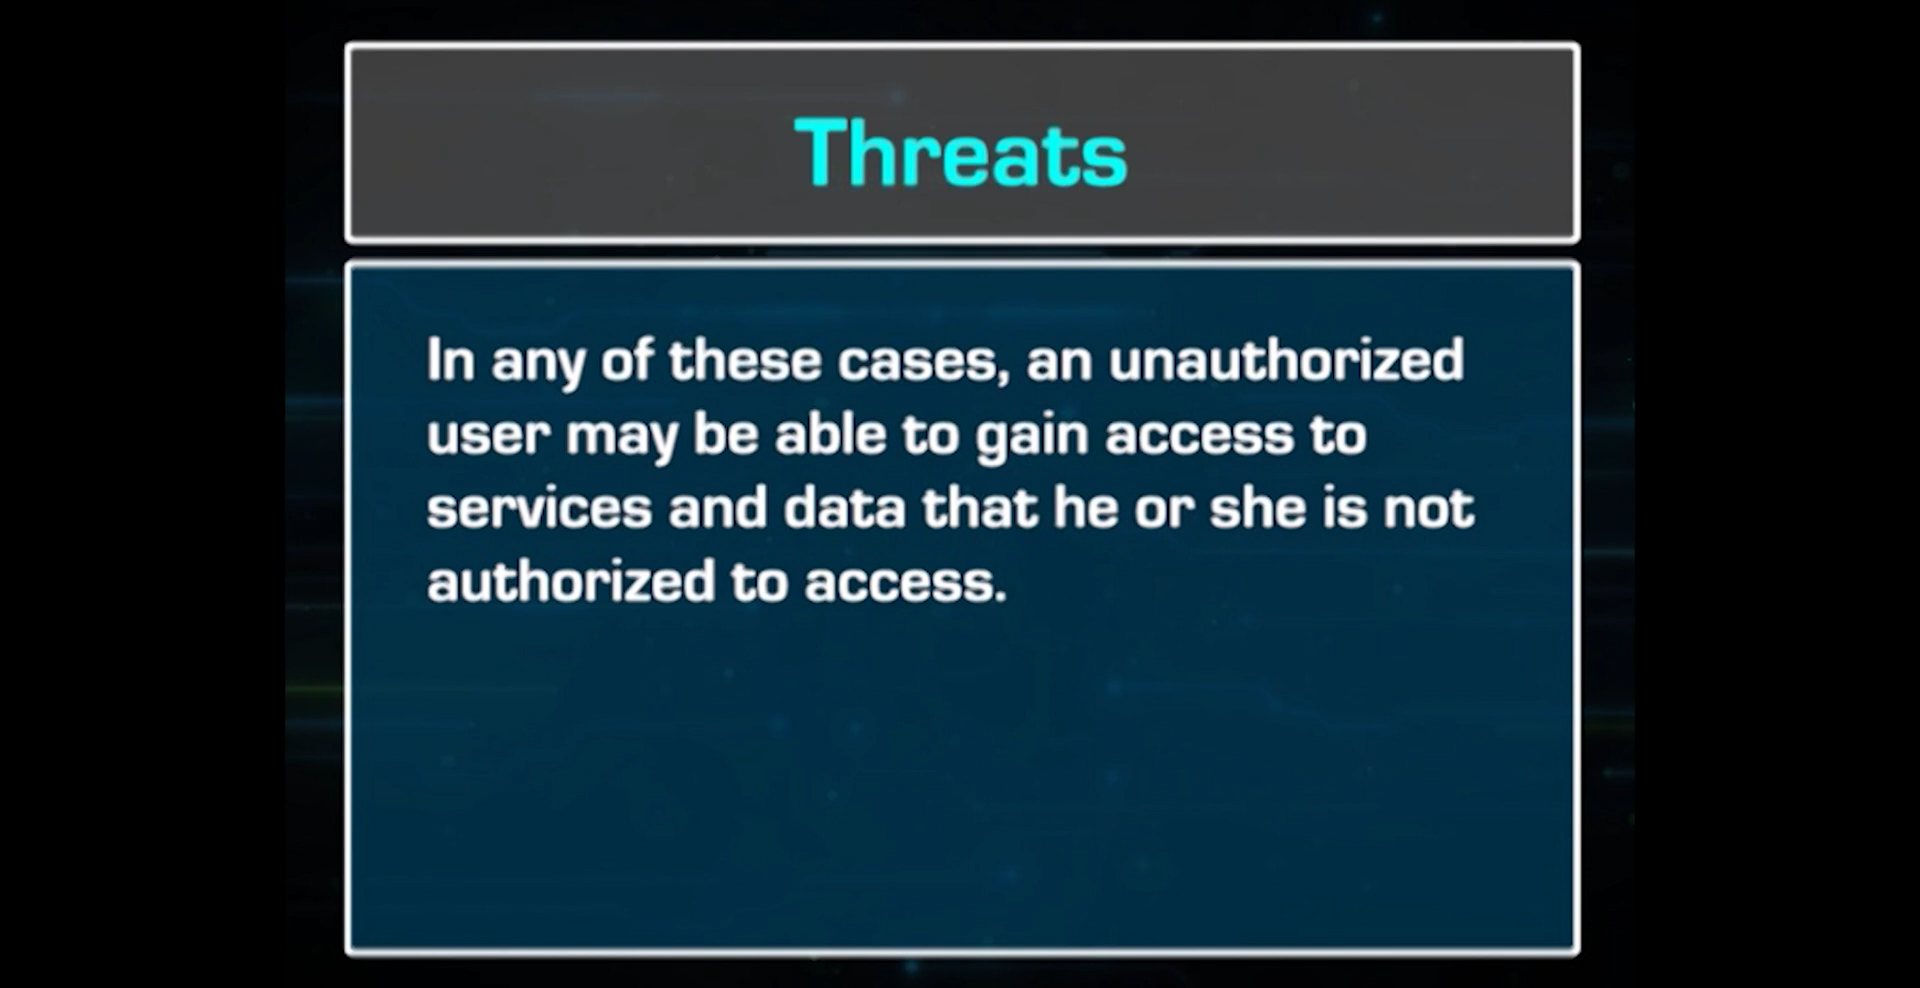 Threats
In any of these cases, an unauthorized
user may be able to gain access to
services and data that he or she is not
authorized to access.